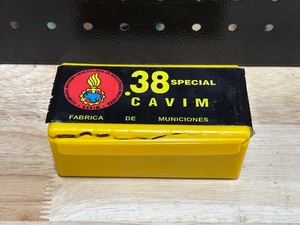 .38 SPECIAL
CAVIM
FABRICA DE MUNICIONES